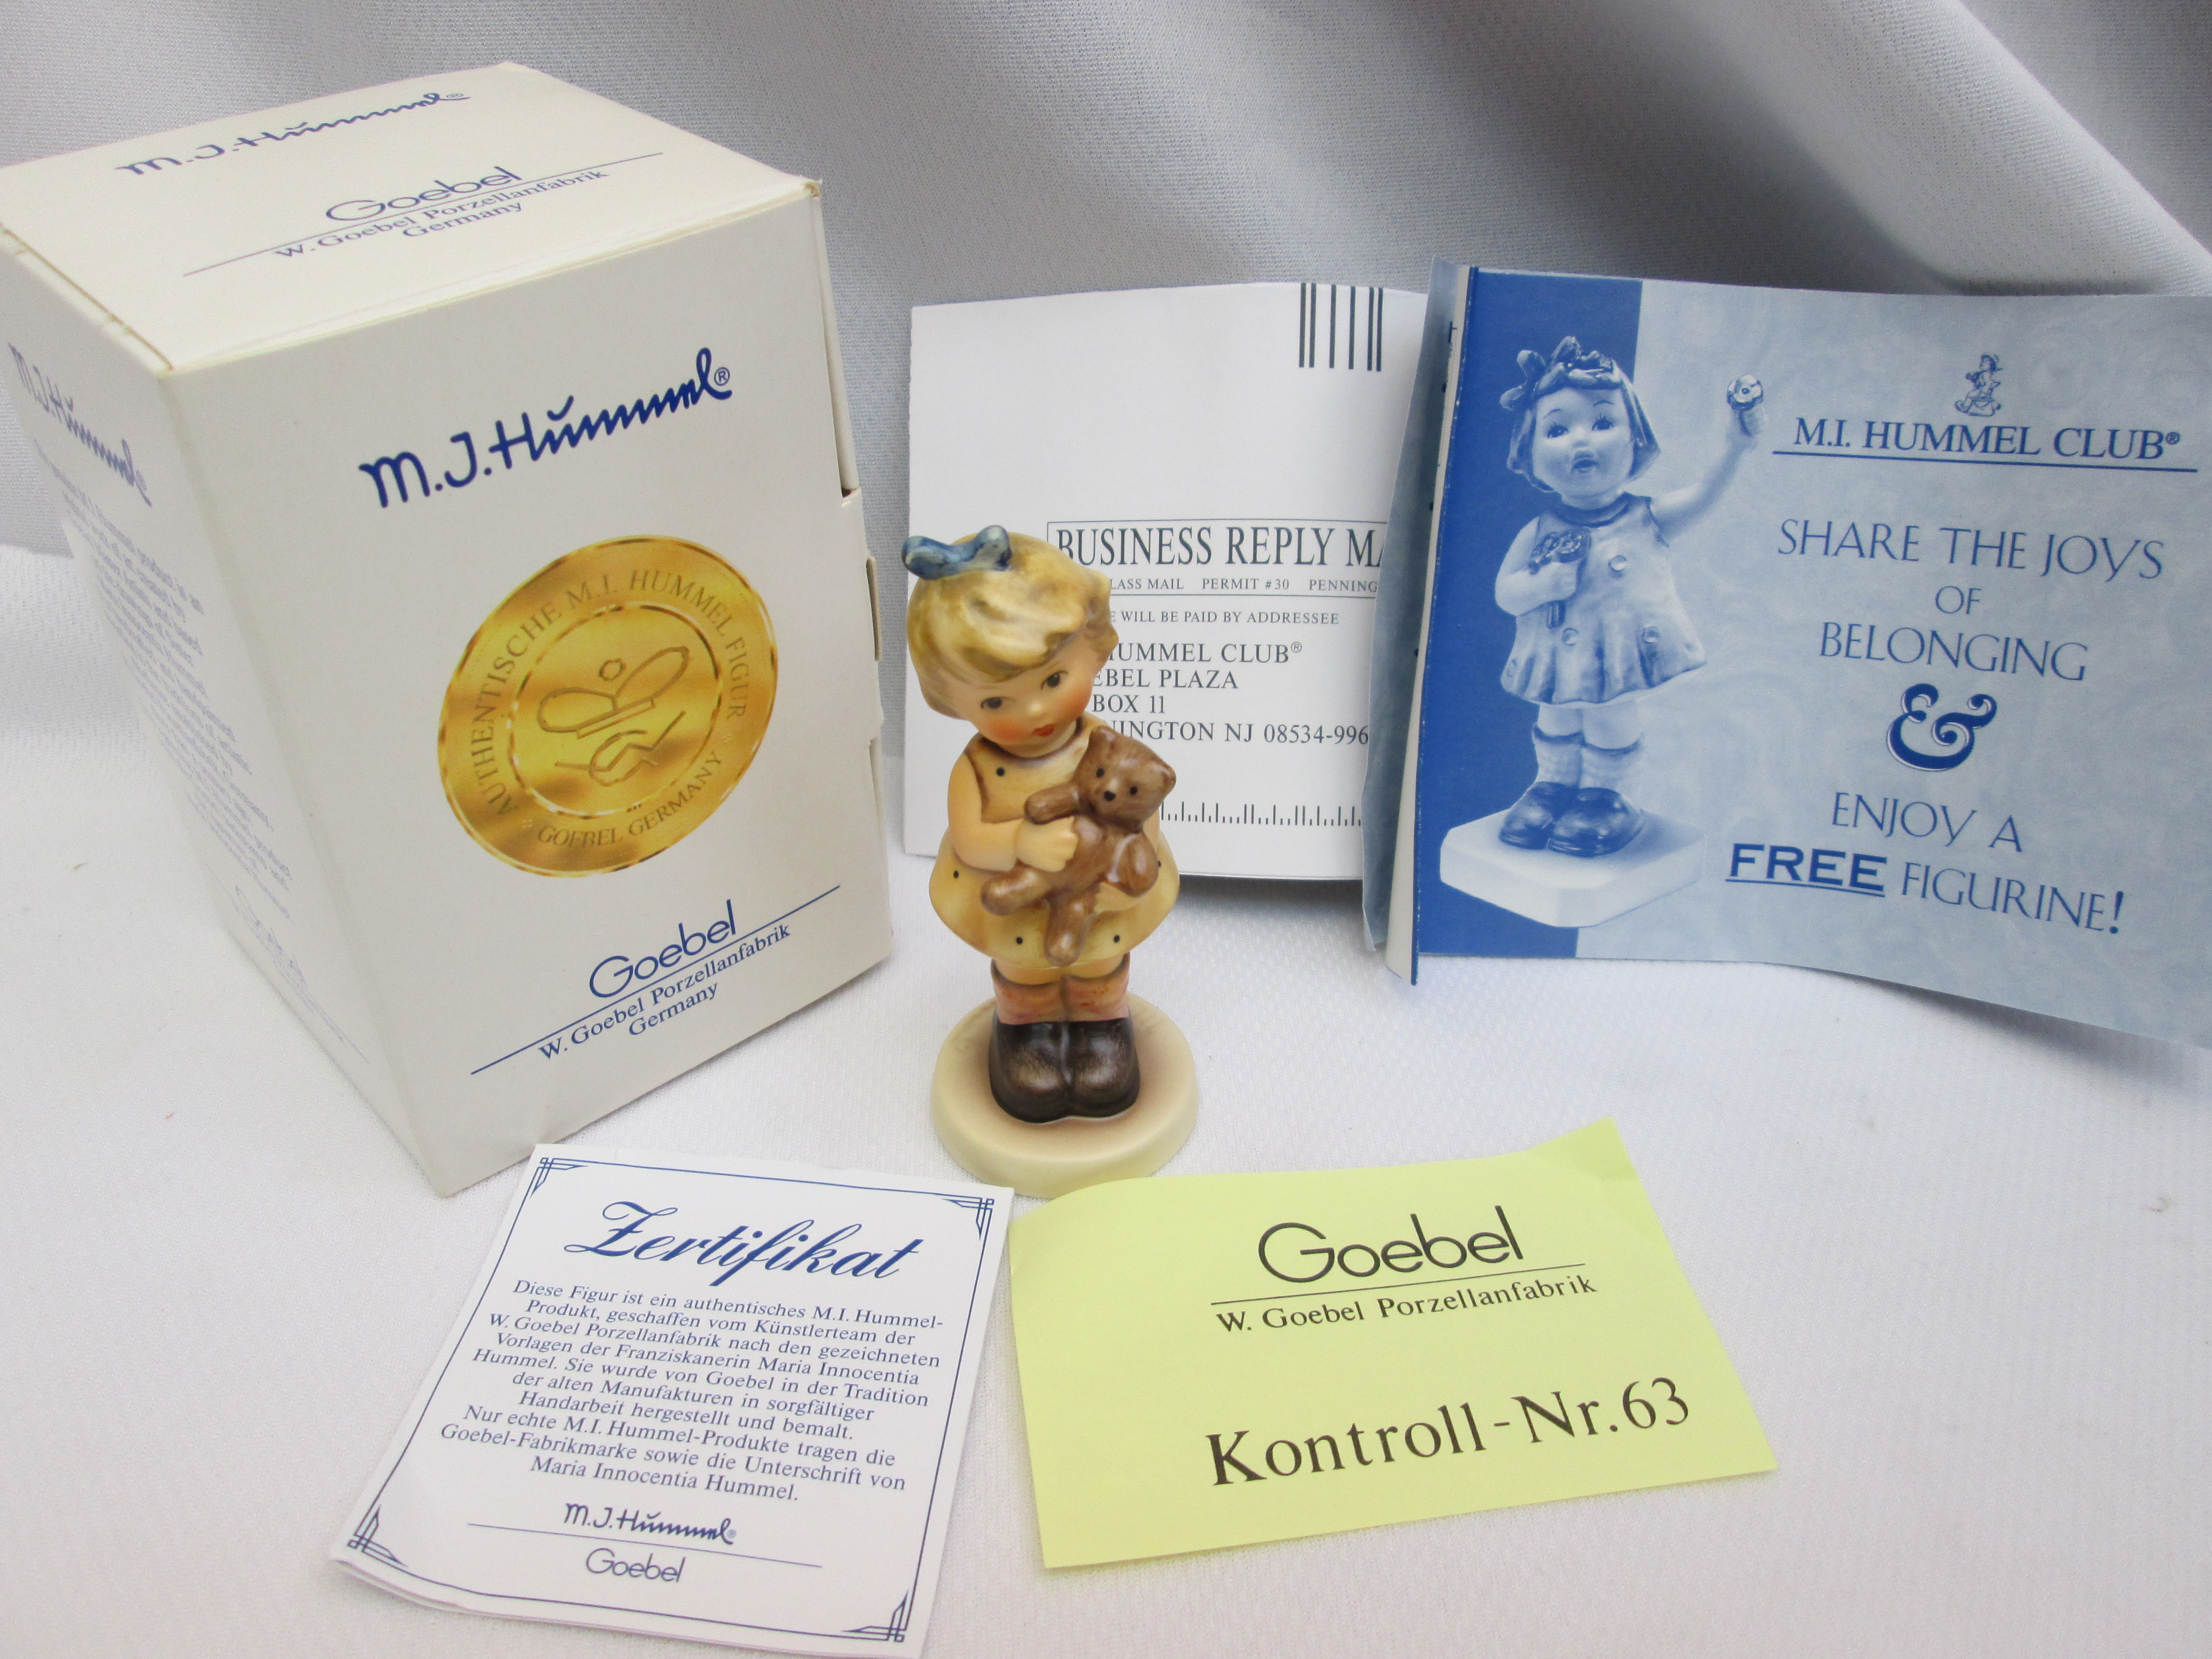 M.J.Hummel®
Goebel
W. Goebel Porzellanfabrik
Germany
M.J.Hummel
M.J.Hummel®
AUTHENTISCHE M.I. HUMMEL FIGUR
GOEBEL GERMANY
Goebel
W. Goebel Porzellanfabrik
Germany
BUSINESS REPLY
LASS MAIL PERMIT #30 PENNING
E WILL BE PAID BY ADDRESSEE
HUMMEL CLUB®
EBEL PLAZA
BOX 11
NINGTON NJ 08534-996
M.I. HUMMEL CLUB®
SHARE THE JOYS
OF
BELONGING
&
ENJOY A
FREE FIGURINE!
Zertifikat
Diese Figur ist ein authentisches M.I. Hummel-
Produkt, geschaffen vom Künstlerteam der
W. Goebel Porzellanfabrik nach den gezeichneten
Vorlagen der Franziskanerin Maria Innocentia
Hummel. Sie wurde von Goebel in der Tradition
der alten Manufakturen in sorgfältiger
Handarbeit hergestellt und bemalt.
Nur echte M.I. Hummel-Produkte tragen die
Goebel-Fabrikmarke sowie die Unterschrift von
Maria Innocentia Hummel.
M.J.Hummel®
Goebel
Goebel
W. Goebel Porzellanfabrik
Kontroll-Nr.63